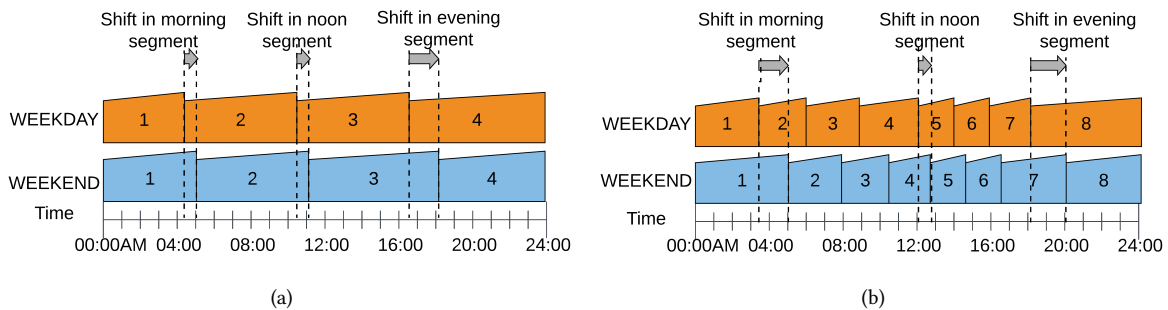 Shift in morning
segment
Shift in noon
segment
Shift in evening
segment
WEEKDAY 1 2 3 4
WEEKEND 1 2 3 4
Time
00:00AM 04:00 08:00 12:00 16:00 20:00 24:00
(a)
Shift in morning
segment
Shift in noon
segment
Shift in evening
segment
WEEKDAY 1 2 3 4 5 6 7 8
WEEKEND 1 2 3 4 5 6 7 8
Time
00:00AM 04:00 08:00 12:00 16:00 20:00 24:00
(b)